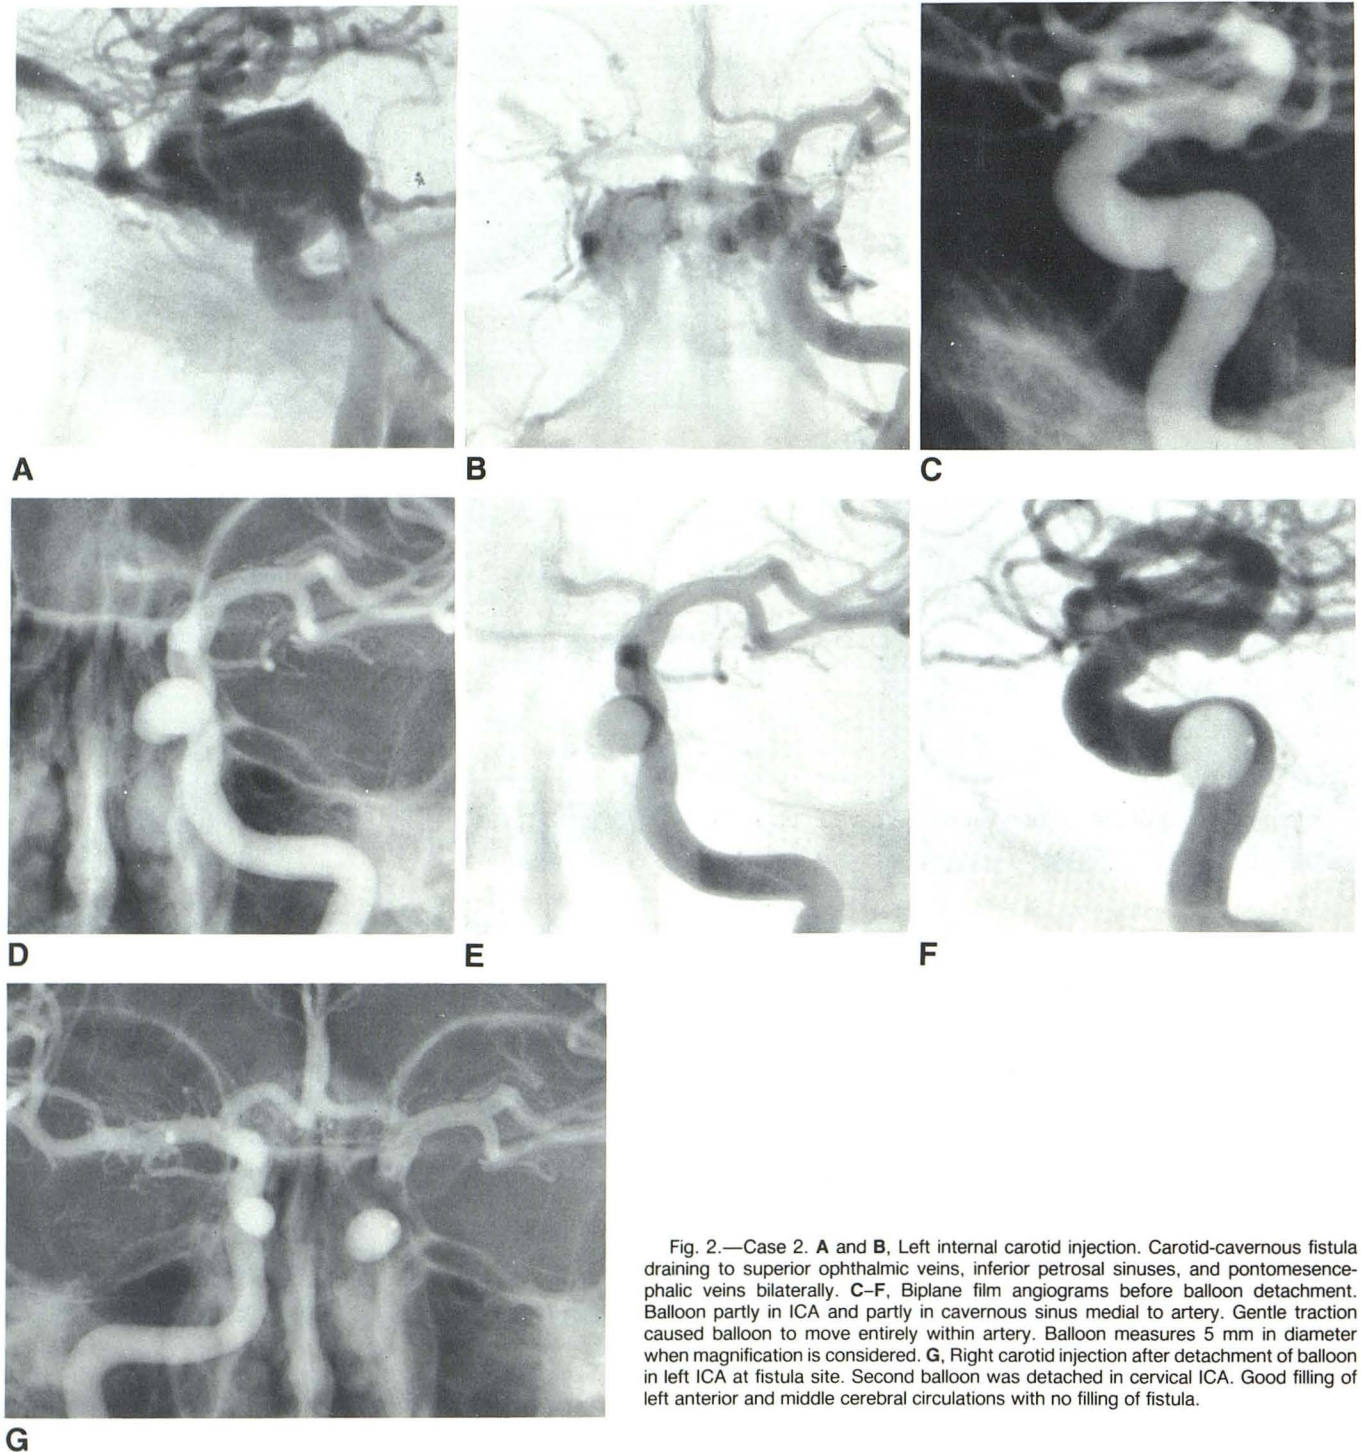 A
B
C
D
E
F
G
Fig. 2.—Case 2. A and B, Left internal carotid injection. Carotid-cavernous fistula
draining to superior ophthalmic veins, inferior petrosal sinuses, and pontomesence-
phalic veins bilaterally. C–F, Biplane film angiograms before balloon detachment.
Balloon partly in ICA and partly in cavernous sinus medial to artery. Gentle traction
caused balloon to move entirely within artery. Balloon measures 5 mm in diameter
when magnification is considered. G, Right carotid injection after detachment of balloon
in left ICA at fistula site. Second balloon was detached in cervical ICA. Good filling of
left anterior and middle cerebral circulations with no filling of fistula.